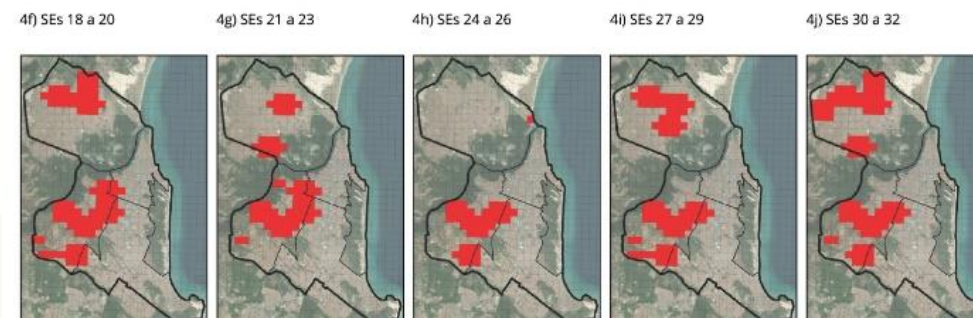 4f) SEs 18 a 20
4g) SEs 21 a 23
4h) SEs 24 a 26
4i) SEs 27 a 29
4j) SEs 30 a 32